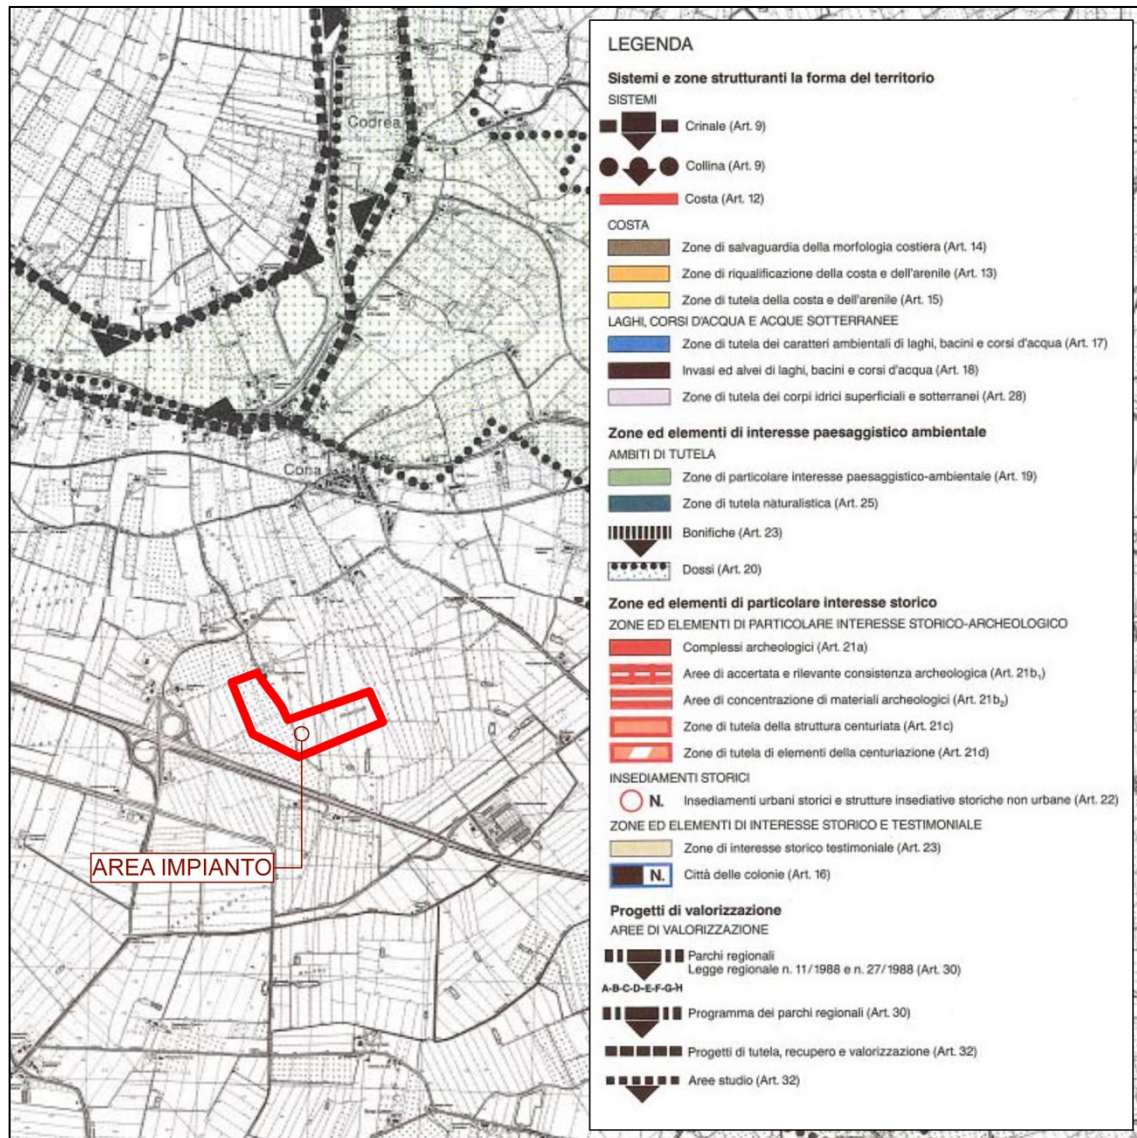 Codrea
Cona
AREA IMPIANTO
LEGENDA
Sistemi e zone strutturanti la forma del territorio
SISTEMI
Crinale (Art. 9)
Collina (Art. 9)
Costa (Art. 12)
COSTA
Zone di salvaguardia della morfologia costiera (Art. 14)
Zone di riqualificazione della costa e dell'arenile (Art. 13)
Zone di tutela della costa e dell'arenile (Art. 15)
LAGHI, CORSI D'ACQUA E ACQUE SOTTERRANEE
Zone di tutela dei caratteri ambientali di laghi, bacini e corsi d'acqua (Art. 17)
Invasi ed alvei di laghi, bacini e corsi d'acqua (Art. 18)
Zone di tutela dei corpi idrici superficiali e sotterranei (Art. 28)
Zone ed elementi di interesse paesaggistico ambientale
AMBITI DI TUTELA
Zone di particolare interesse paesaggistico-ambientale (Art. 19)
Zone di tutela naturalistica (Art. 25)
Bonifiche (Art. 23)
Dossi (Art. 20)
Zone ed elementi di particolare interesse storico
ZONE ED ELEMENTI DI PARTICOLARE INTERESSE STORICO-ARCHEOLOGICO
Complessi archeologici (Art. 21a)
Aree di accertata e rilevante consistenza archeologica (Art. 21b₁)
Aree di concentrazione di materiali archeologici (Art. 21b₂)
Zone di tutela della struttura centuriata (Art. 21c)
Zone di tutela di elementi della centuriazione (Art. 21d)
INSEDIAMENTI STORICI
N. Insediamenti urbani storici e strutture insediative storiche non urbane (Art. 22)
ZONE ED ELEMENTI DI INTERESSE STORICO E TESTIMONIALE
Zone di interesse storico testimoniale (Art. 23)
N. Città delle colonie (Art. 16)
Progetti di valorizzazione
AREE DI VALORIZZAZIONE
Parchi regionali
Legge regionale n. 11/1988 e n. 27/1988 (Art. 30)
A-B-C-D-E-F-G-H
Programma dei parchi regionali (Art. 30)
Progetti di tutela, recupero e valorizzazione (Art. 32)
Aree studio (Art. 32)